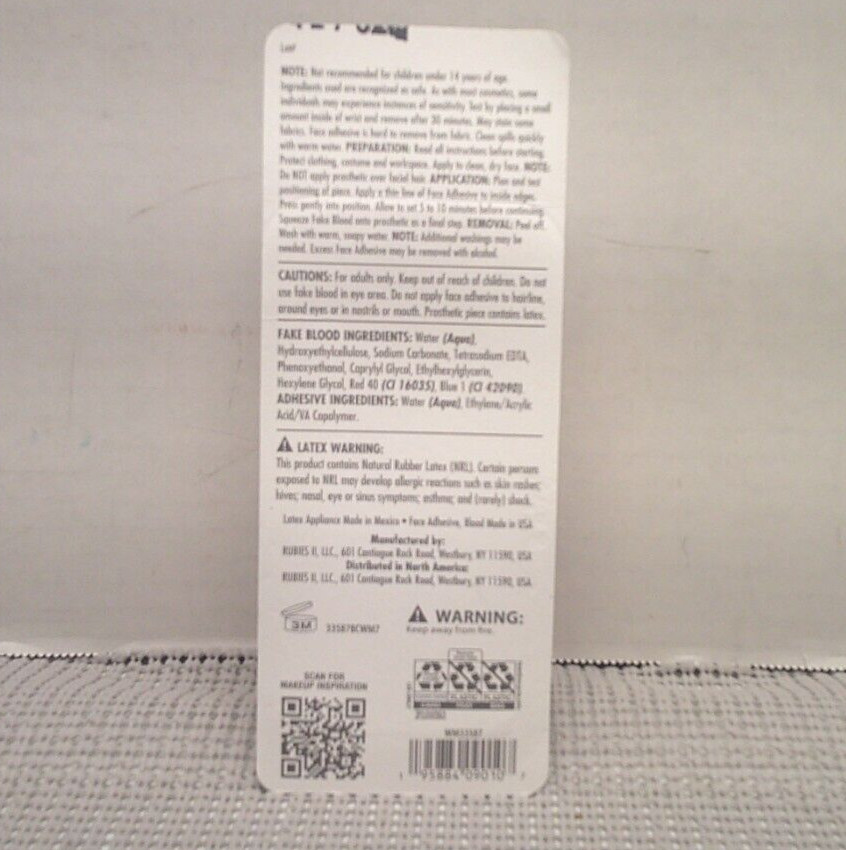 NOTE: Not recommended for children under 14 years of age.
Ingredients used are recognized as safe. As with most cosmetics, some
individuals may experience instances of sensitivity. Test by placing a small
amount inside of wrist and remove after 30 minutes. May stain some
fabrics. Face adhesive is hard to remove from fabric. Clean spills quickly
with warm water. PREPARATION: Read all instructions before starting.
Protect clothing, costume and workspace. Apply to clean, dry face. NOTE:
Do NOT apply prosthetic over facial hair. APPLICATION: Plan and test
positioning of piece. Apply a thin line of Face Adhesive to inside edges.
Press gently into position. Allow to set 5 to 10 minutes before continuing.
Squeeze Fake Blood onto prosthetic as a final step. REMOVAL: Peel off.
Wash with warm, soapy water. NOTE: Additional washings may be
needed. Excess Face Adhesive may be removed with alcohol.
CAUTIONS: For adults only. Keep out of reach of children. Do not
use fake blood in eye area. Do not apply face adhesive to hairline,
around eyes or in nostrils or mouth. Prosthetic piece contains latex.
FAKE BLOOD INGREDIENTS: Water (Aqua),
Hydroxyethylcellulose, Sodium Carbonate, Tetrasodium EDTA,
Phenoxyethanol, Caprylyl Glycol, Ethylhexylglycerin,
Hexylene Glycol, Red 40 (CI 16035), Blue 1 (CI 42090).
ADHESIVE INGREDIENTS: Water (Aqua), Ethylene/Acrylic
Acid/VA Copolymer.
LATEX WARNING:
This product contains Natural Rubber Latex (NRL). Certain persons
exposed to NRL may develop allergic reactions such as skin rashes;
hives; nasal, eye or sinus symptoms; asthma; and (rarely) shock.
Latex Appliance Made in Mexico • Face Adhesive, Blood Made in USA
Manufactured by:
RUBIES II, LLC., 601 Cantiague Rock Road, Westbury, NY 11590, USA
Distributed in North America:
RUBIES II, LLC., 601 Cantiague Rock Road, Westbury, NY 11590, USA
3M
33587BCWM7
WARNING:
Keep away from fire.
SCAN FOR
MAKEUP INSPIRATION
PLASTIC PLASTIC
WM33587
1 95884 09010 7